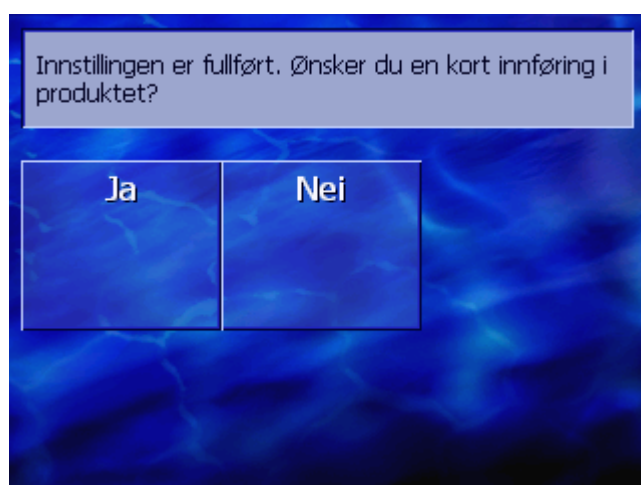 Innstillingen er fullført. Ønsker du en kort innføring i
produktet?
Ja
Nei